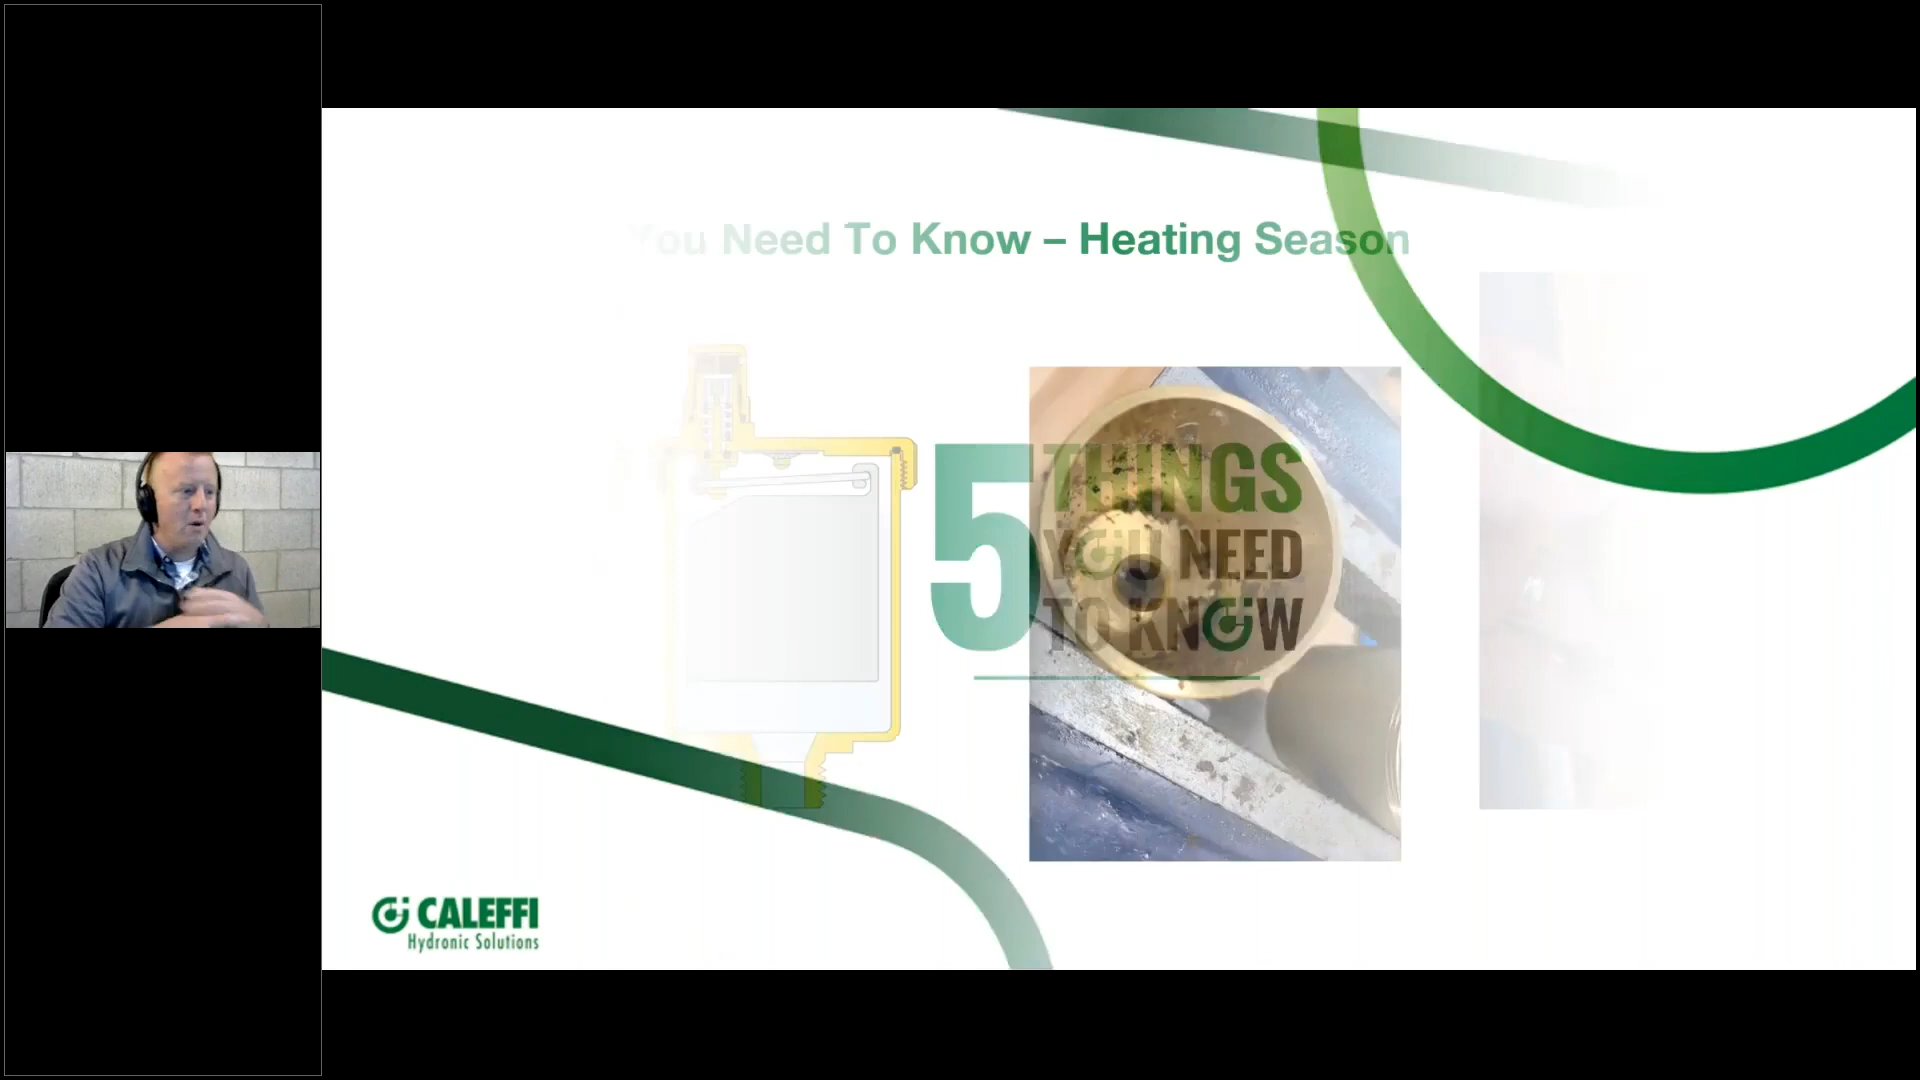 You Need To Know – Heating Season
5 THINGS
YOU NEED
TO KNOW
CALEFFI
Hydronic Solutions